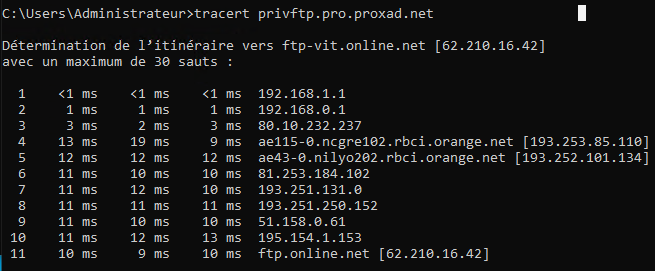 C:\Users\Administrateur>tracert privftp.pro.proxad.net
Détermination de l’itinéraire vers ftp-vit.online.net [62.210.16.42]
avec un maximum de 30 sauts :
1 <1 ms <1 ms <1 ms 192.168.1.1
2 1 ms 1 ms 1 ms 192.168.0.1
3 3 ms 2 ms 3 ms 80.10.232.237
4 13 ms 19 ms 9 ms ae115-0.ncgre102.rbci.orange.net [193.253.85.110]
5 12 ms 12 ms 12 ms ae43-0.nilyo202.rbci.orange.net [193.252.101.134]
6 11 ms 10 ms 10 ms 81.253.184.102
7 11 ms 12 ms 10 ms 193.251.131.0
8 11 ms 11 ms 11 ms 193.251.250.152
9 11 ms 10 ms 10 ms 51.158.0.61
10 11 ms 12 ms 13 ms 195.154.1.153
11 10 ms 9 ms 10 ms ftp.online.net [62.210.16.42]